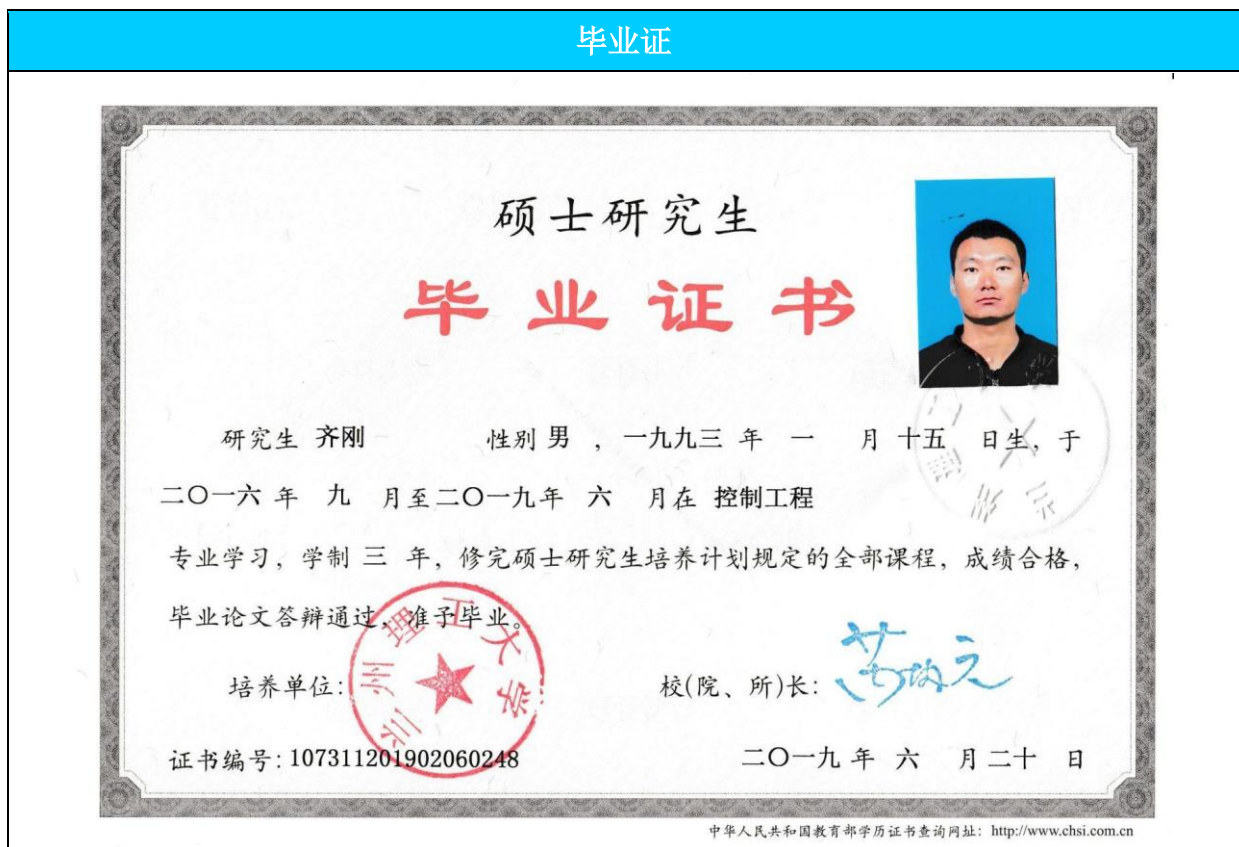 毕业证
硕士研究生
毕业证书
研究生 齐刚 性别 男 ，一九九三 年 一 月 十五 日生，于
二〇一六 年 九 月至二〇一九年 六 月在 控制工程
专业学习，学制 三 年，修完硕士研究生培养计划规定的全部课程，成绩合格，
毕业论文答辩通过，准予毕业。
兰州理工大学
培养单位：
校(院、所)长：
证书编号：107311201902060248
二〇一九 年 六 月二十 日
中华人民共和国教育部学历证书查询网址：http://www.chsi.com.cn